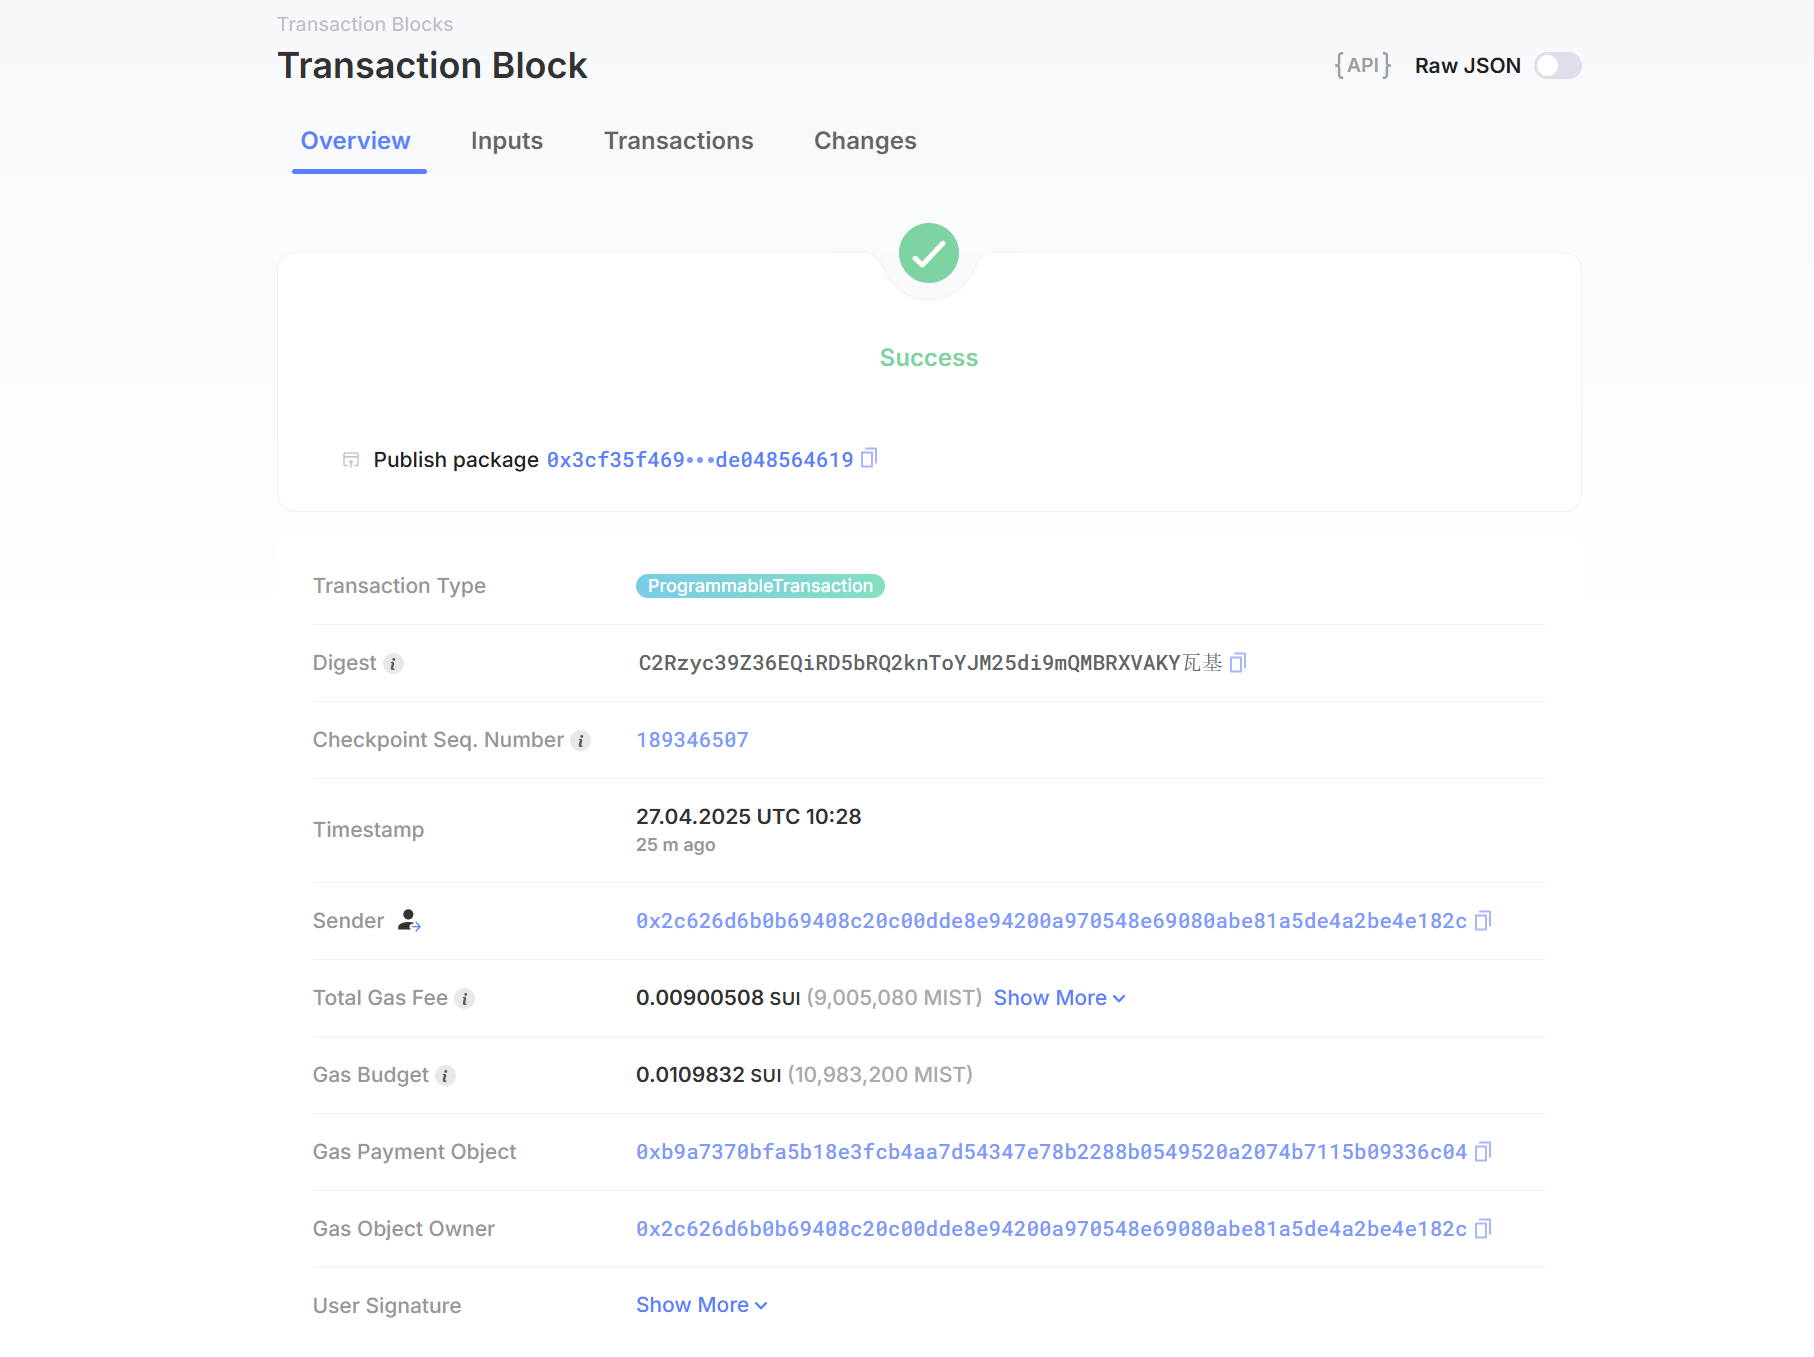 Transaction Blocks
Transaction Block
{API} Raw JSON
Overview Inputs Transactions Changes
Success
Publish package 0x3cf35f469•••de048564619
Transaction Type ProgrammableTransaction
Digest i C2Rzyc39Z36EQiRD5bRQ2knToYJM25di9mQMBRXVAKY瓦基
Checkpoint Seq. Number i 189346507
Timestamp 27.04.2025 UTC 10:28
25 m ago
Sender 0x2c626d6b0b69408c20c00dde8e94200a970548e69080abe81a5de4a2be4e182c
Total Gas Fee i 0.00900508 SUI (9,005,080 MIST) Show More
Gas Budget i 0.0109832 SUI (10,983,200 MIST)
Gas Payment Object 0xb9a7370bfa5b18e3fcb4aa7d54347e78b2288b0549520a2074b7115b09336c04
Gas Object Owner 0x2c626d6b0b69408c20c00dde8e94200a970548e69080abe81a5de4a2be4e182c
User Signature Show More